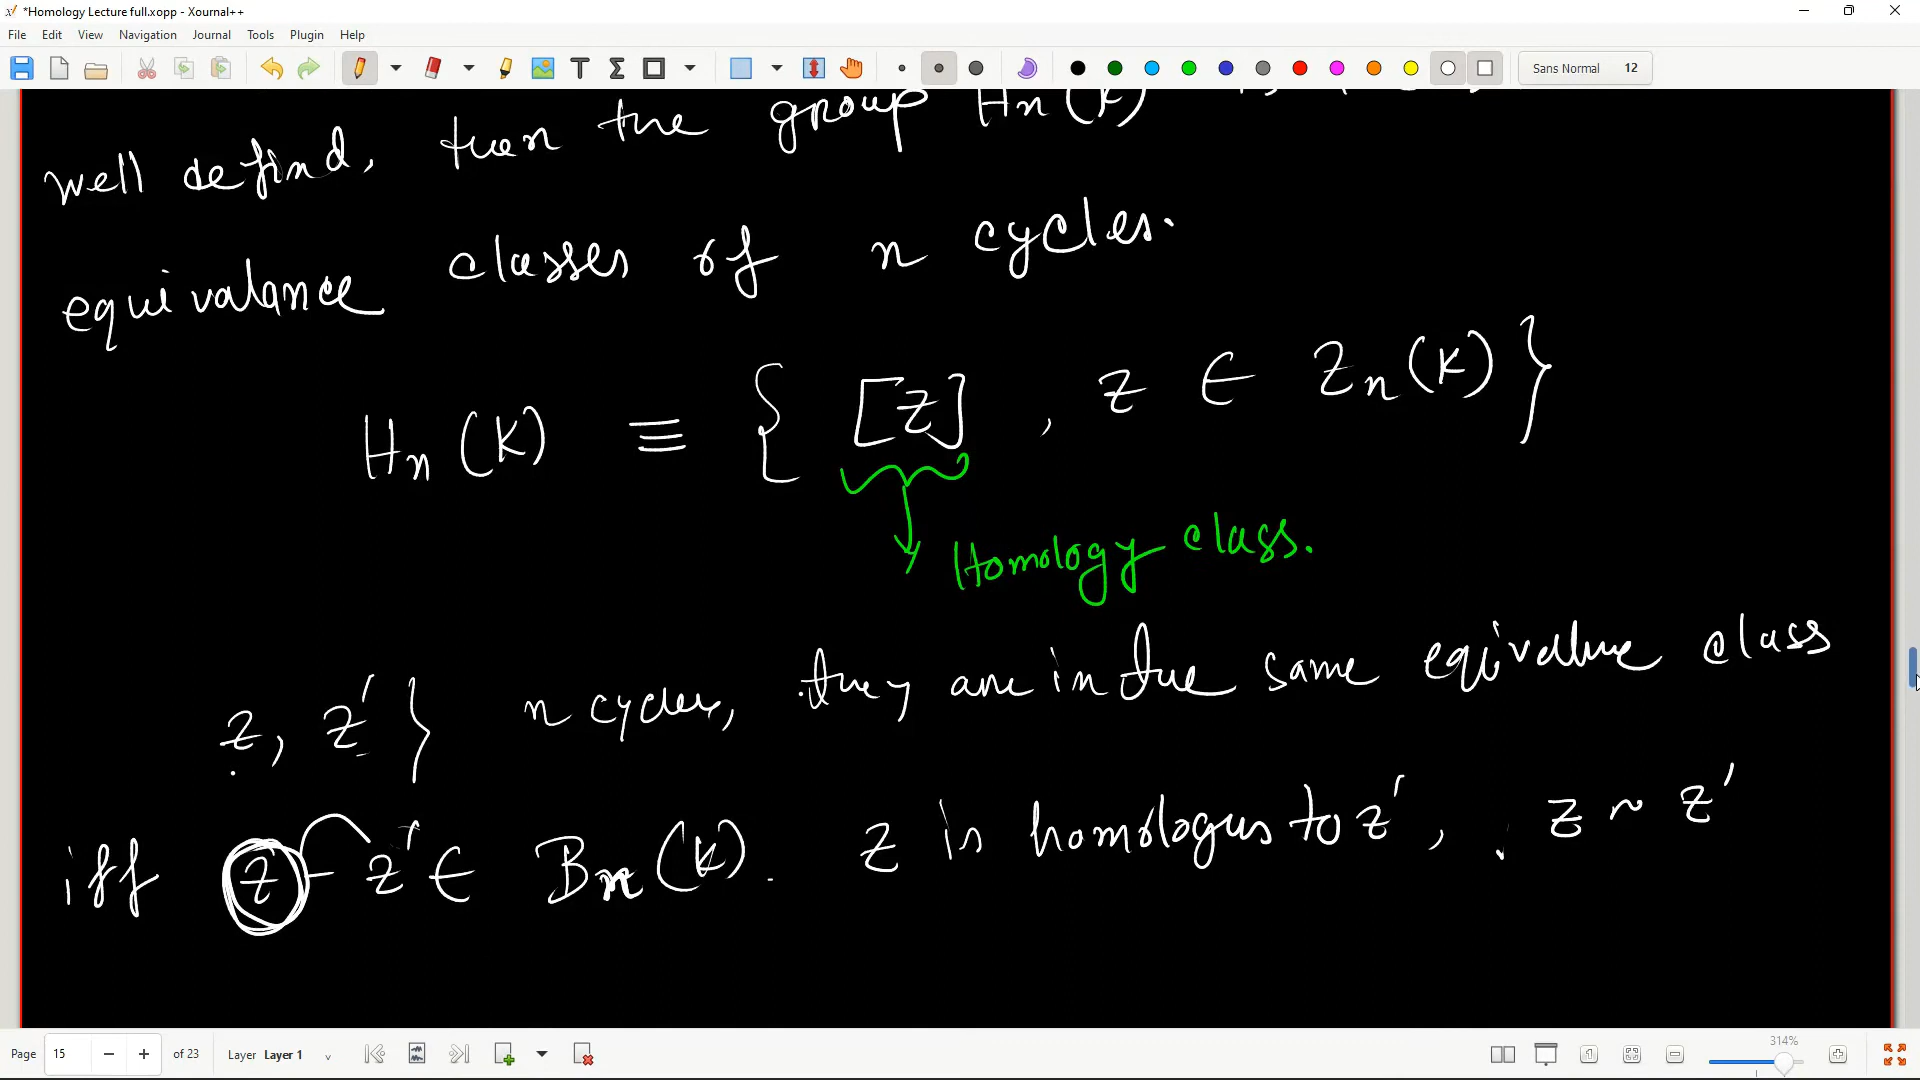 *Homology Lecture full.xopp - Xournal++
File Edit View Navigation Journal Tools Plugin Help
Sans Normal 12
well defind, then the group Hn(K)
equivalance classes of n cycles.
Hn(K) ≡ { [z] , z ∈ Zn(K) }
Homology class.
z, z' } n cycles, they are in the same class
iff z - z' ∈ Bn(K). z is homologus to z', z ~ z'
314%
Page 15 of 23 Layer Layer 1